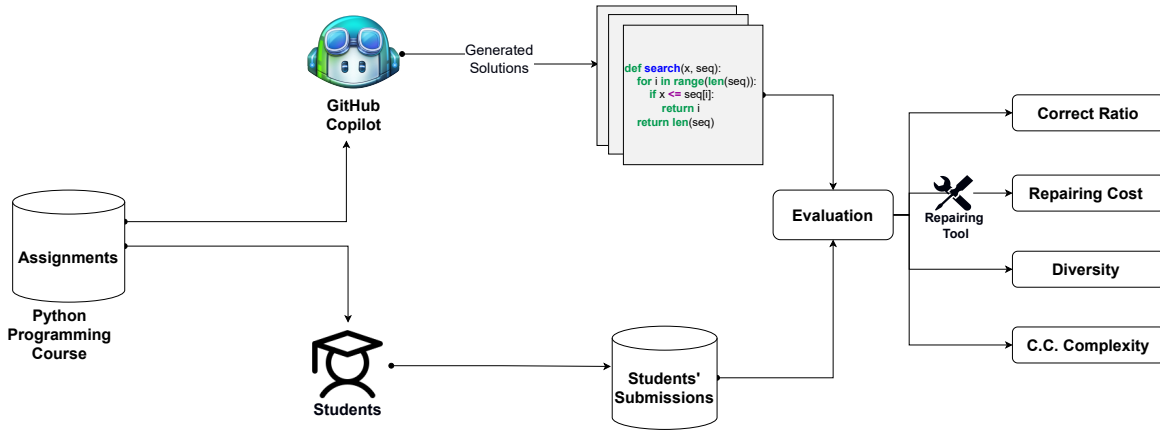 GitHub
Copilot
Generated
Solutions
def search(x, seq):
for i in range(len(seq)):
if x <= seq[i]:
return i
return len(seq)
Assignments
Python
Programming
Course
Students
Students'
Submissions
Evaluation
Repairing
Tool
Correct Ratio
Repairing Cost
Diversity
C.C. Complexity